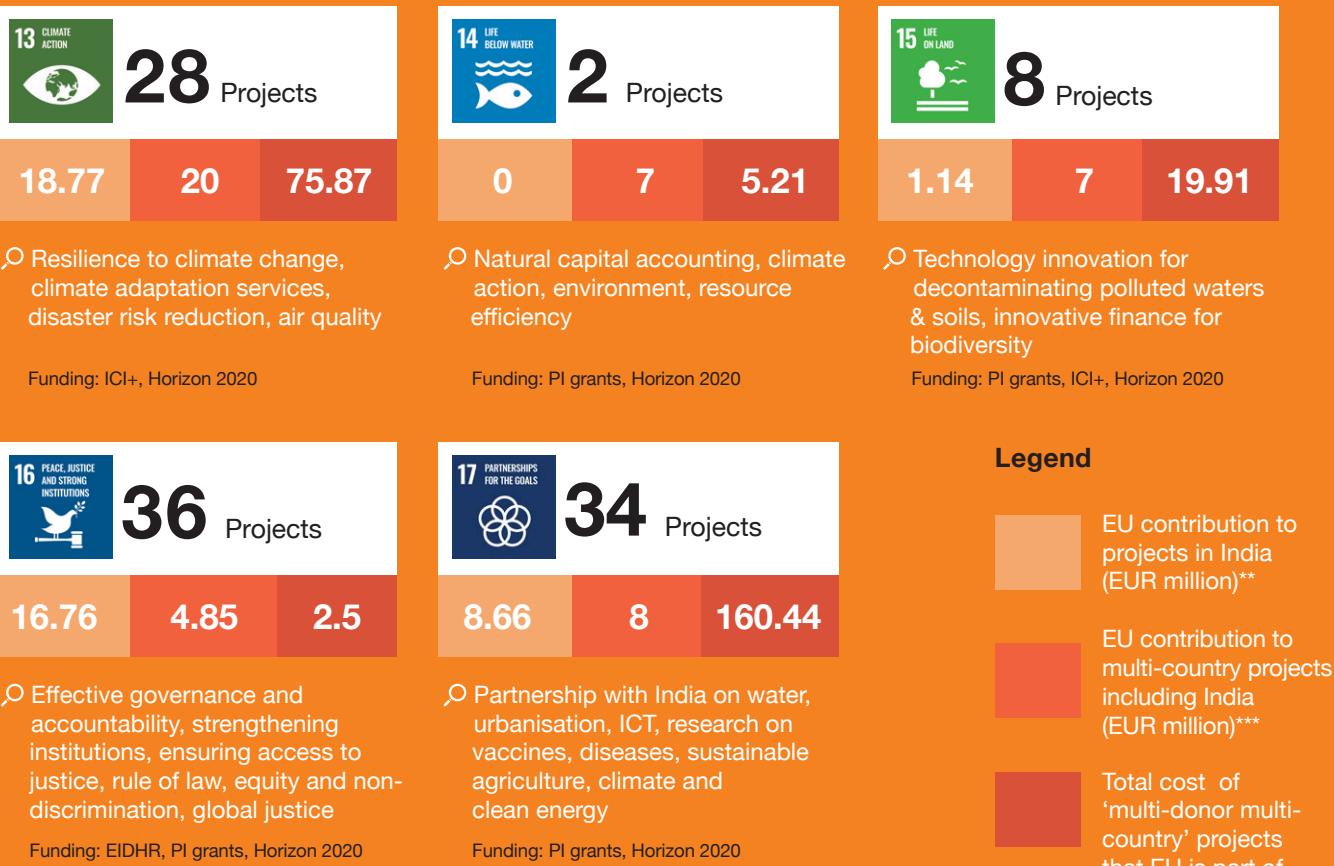 13 CLIMATE
ACTION
28 Projects
18.77 20 75.87
Resilience to climate change,
climate adaptation services,
disaster risk reduction, air quality
Funding: ICI+, Horizon 2020
14 LIFE
BELOW WATER
2 Projects
0 7 5.21
Natural capital accounting, climate
action, environment, resource
efficiency
Funding: PI grants, Horizon 2020
15 LIFE
ON LAND
8 Projects
1.14 7 19.91
Technology innovation for
decontaminating polluted waters
& soils, innovative finance for
biodiversity
Funding: PI grants, ICI+, Horizon 2020
16 PEACE, JUSTICE
AND STRONG
INSTITUTIONS
36 Projects
16.76 4.85 2.5
Effective governance and
accountability, strengthening
institutions, ensuring access to
justice, rule of law, equity and non-
discrimination, global justice
Funding: EIDHR, PI grants, Horizon 2020
17 PARTNERSHIPS
FOR THE GOALS
34 Projects
8.66 8 160.44
Partnership with India on water,
urbanisation, ICT, research on
vaccines, diseases, sustainable
agriculture, climate and
clean energy
Funding: PI grants, Horizon 2020
Legend
EU contribution to
projects in India
(EUR million)**
EU contribution to
multi-country projects
including India
(EUR million)***
Total cost of
‘multi-donor multi-
country’ projects
that EU is part of